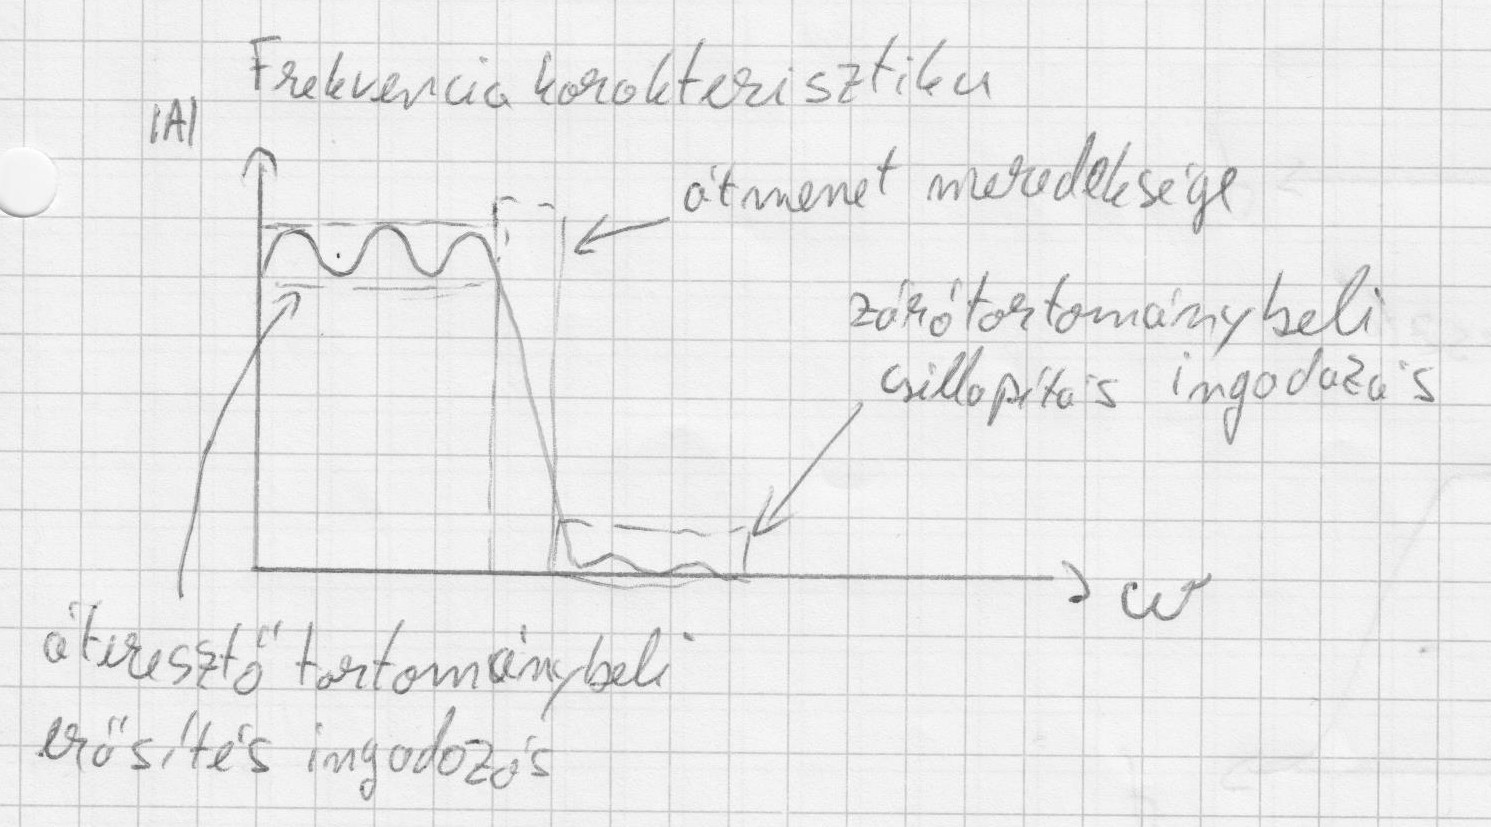 Frekvencia karakterisztika
|A|
átmenet meredeksége
zárótartománybeli
csillapítás ingadozás
ω
áteresztő tartománybeli
erősítés ingadozás